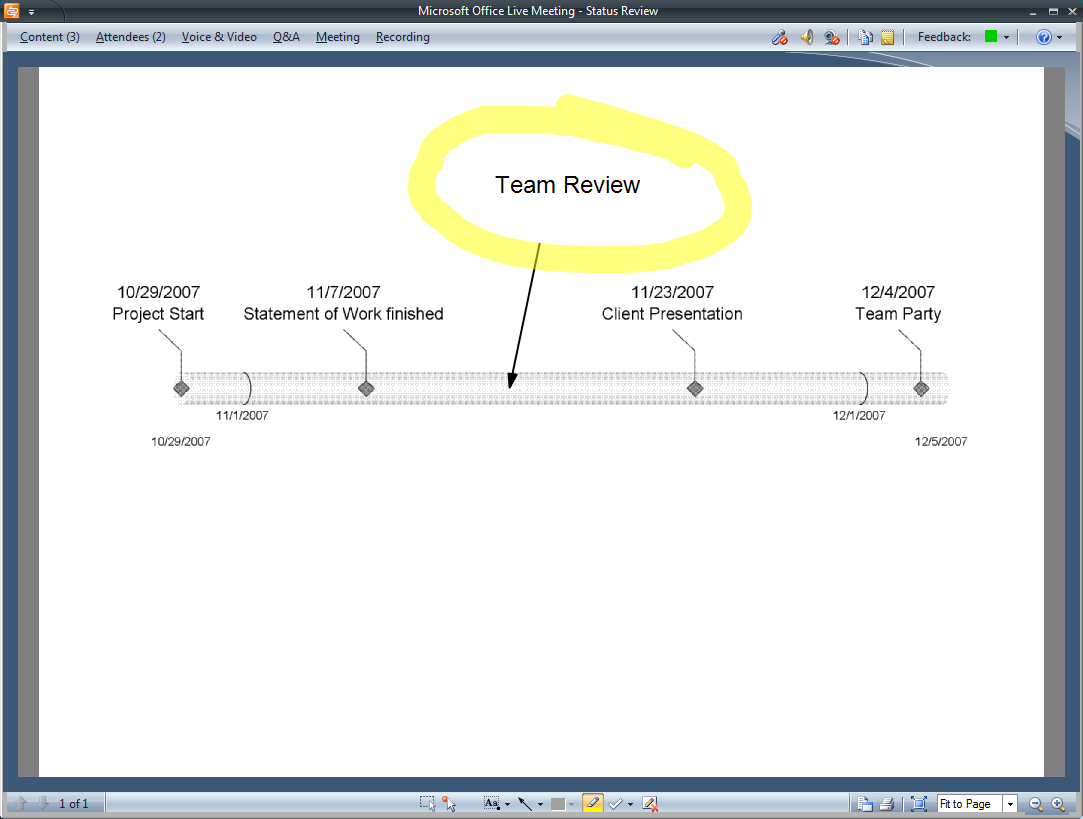 Microsoft Office Live Meeting - Status Review
Content (3) Attendees (2) Voice & Video Q&A Meeting Recording Feedback:
Team Review
10/29/2007 11/7/2007 11/23/2007 12/4/2007
Project Start Statement of Work finished Client Presentation Team Party
11/1/2007 12/1/2007
10/29/2007 12/5/2007
1 of 1 Aa Fit to Page